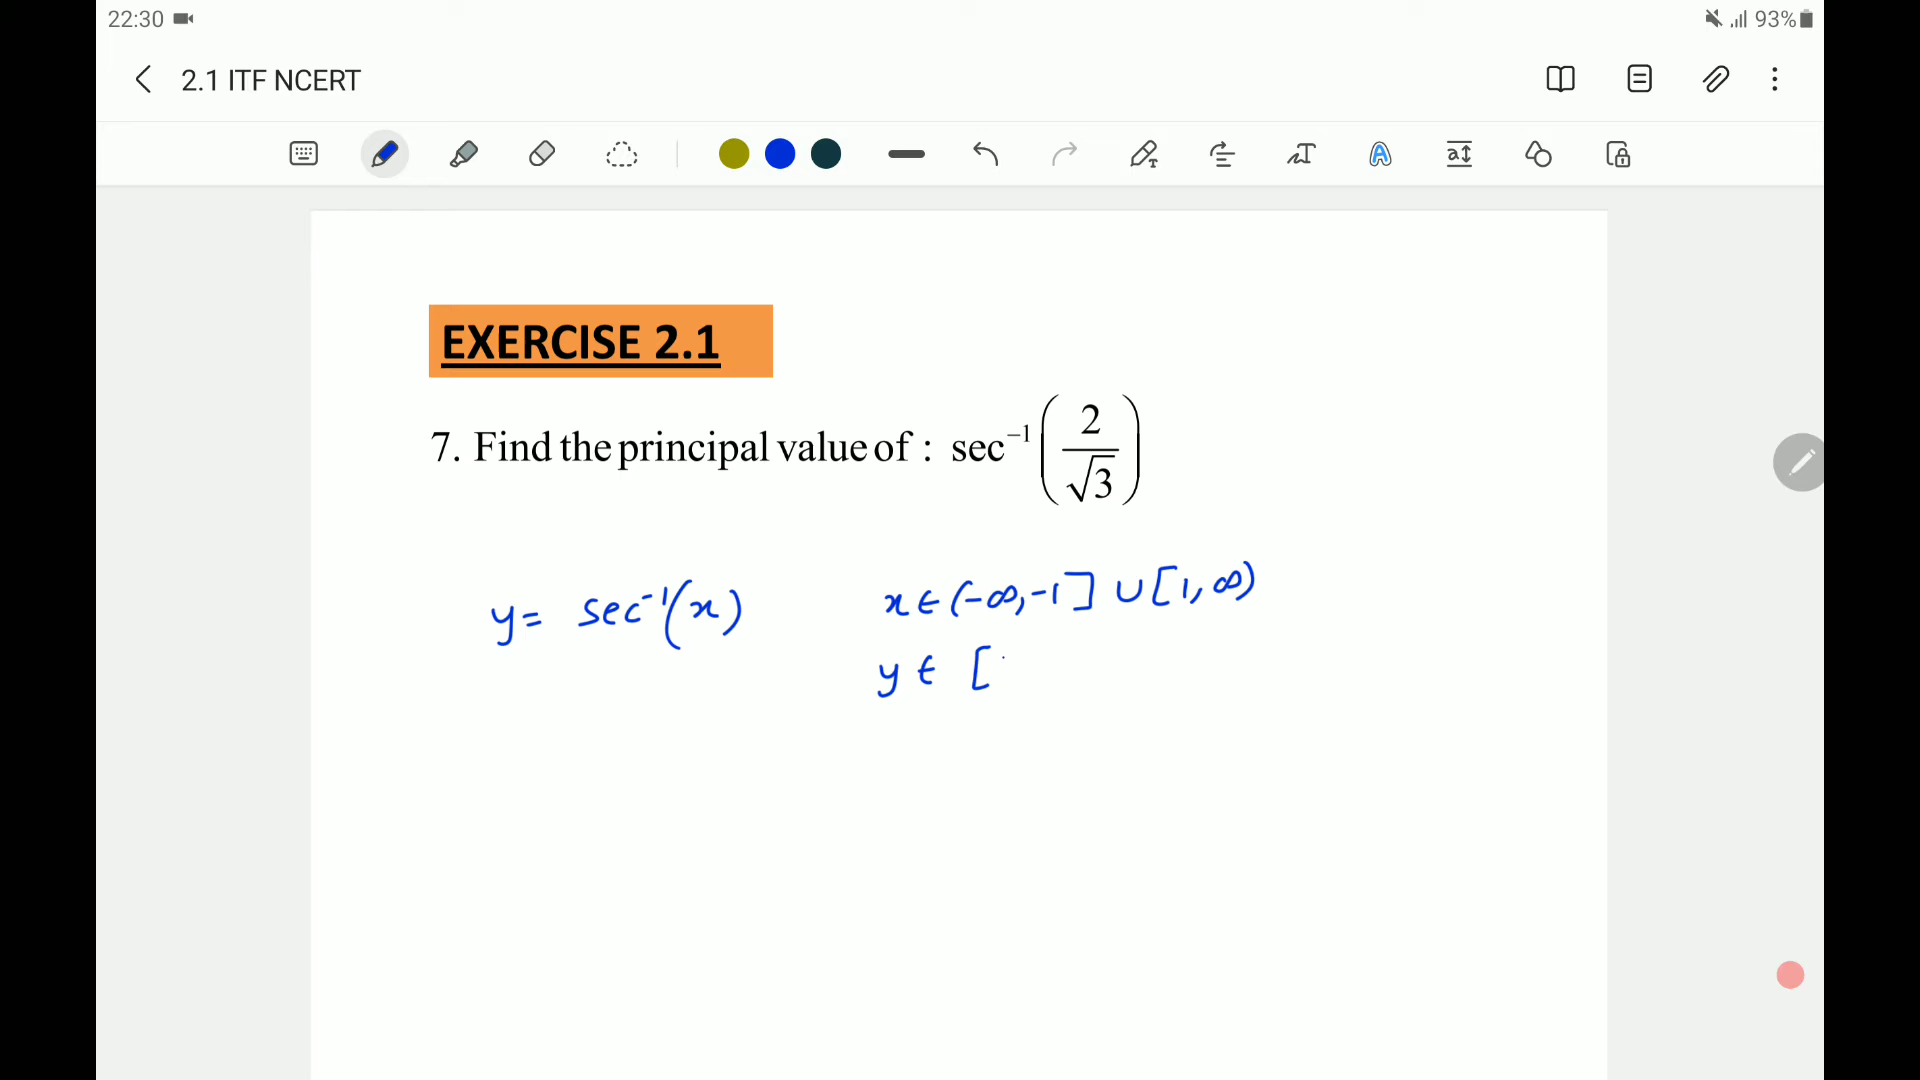 22:30 93%
2.1 ITF NCERT
EXERCISE 2.1
7. Find the principal value of : sec⁻¹(2/√3)
y = sec⁻¹(x) x ∈ (-∞, -1] ∪ [1, ∞)
y ∈ [